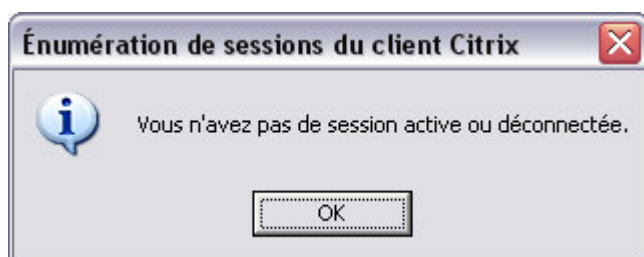 Énumération de sessions du client Citrix
Vous n'avez pas de session active ou déconnectée.
OK